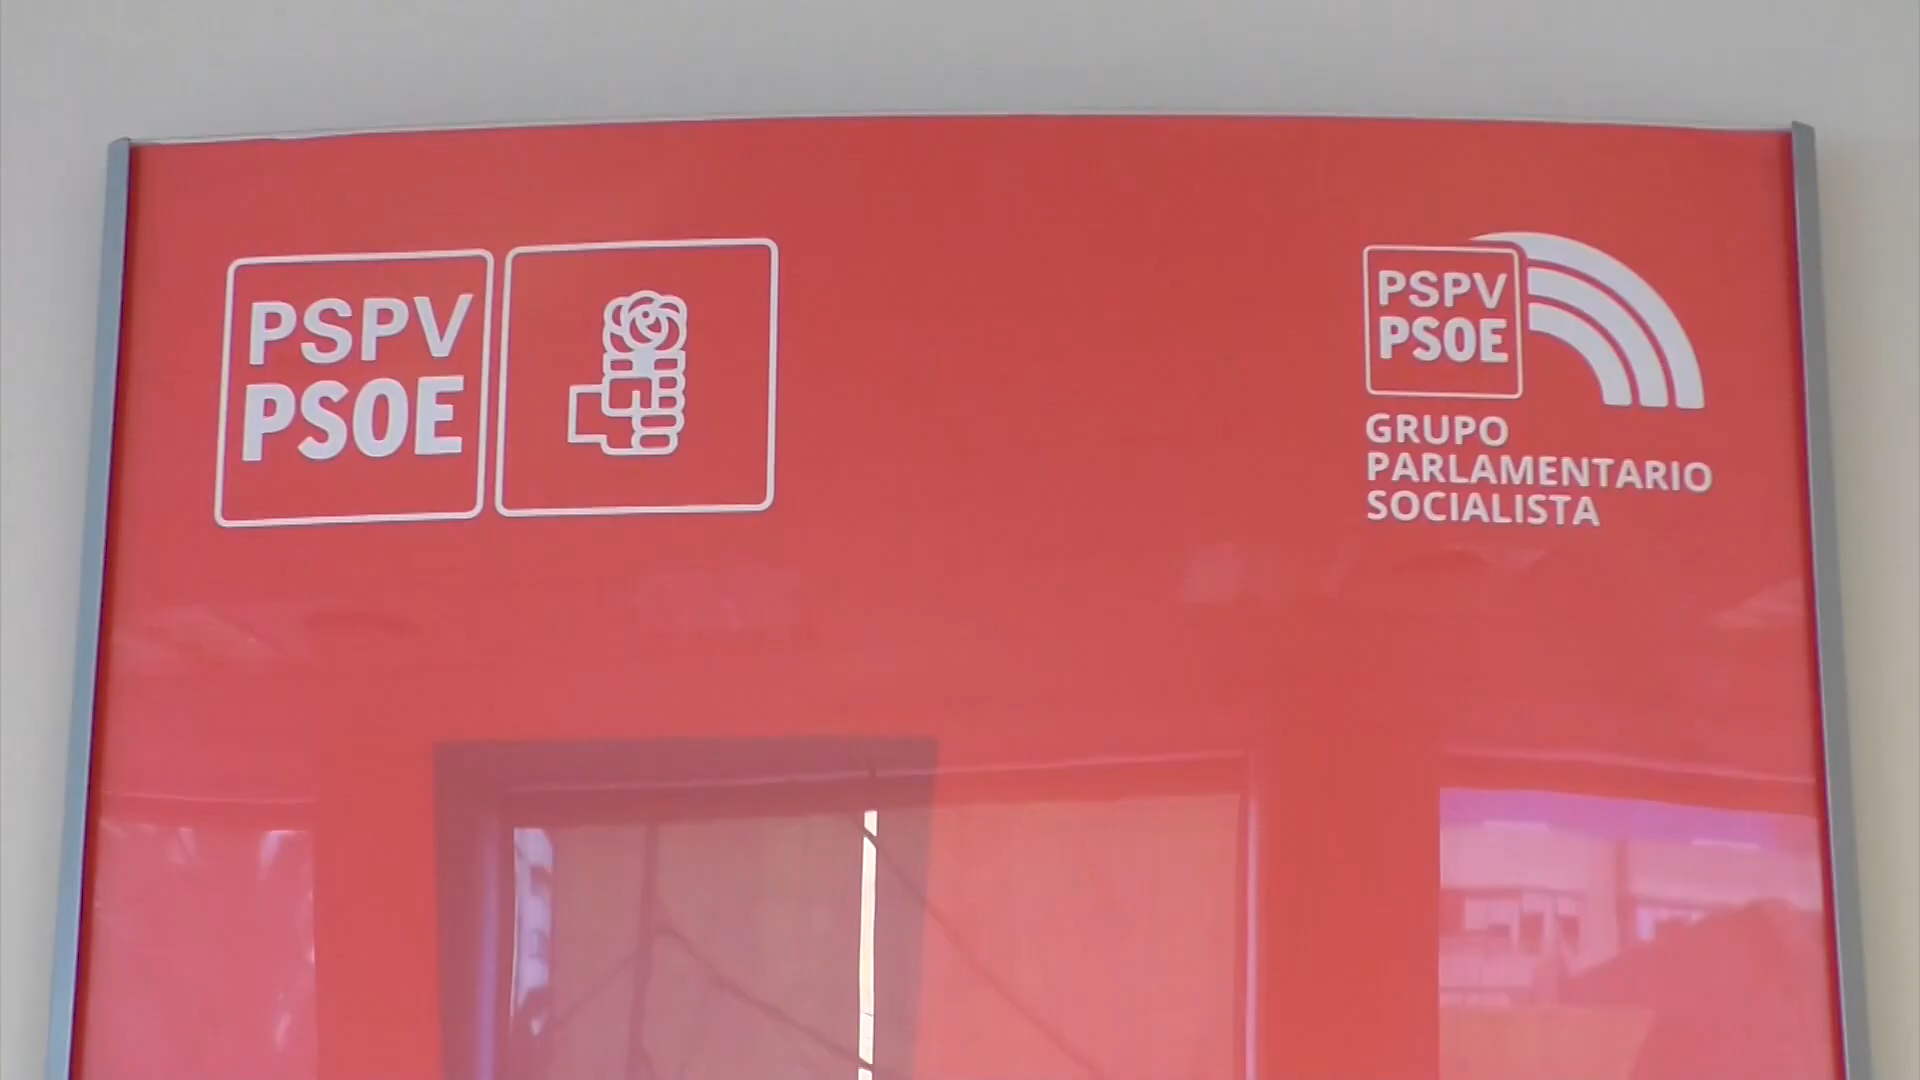 PSPV
PSOE
PSPV
PSOE
GRUPO
PARLAMENTARIO
SOCIALISTA